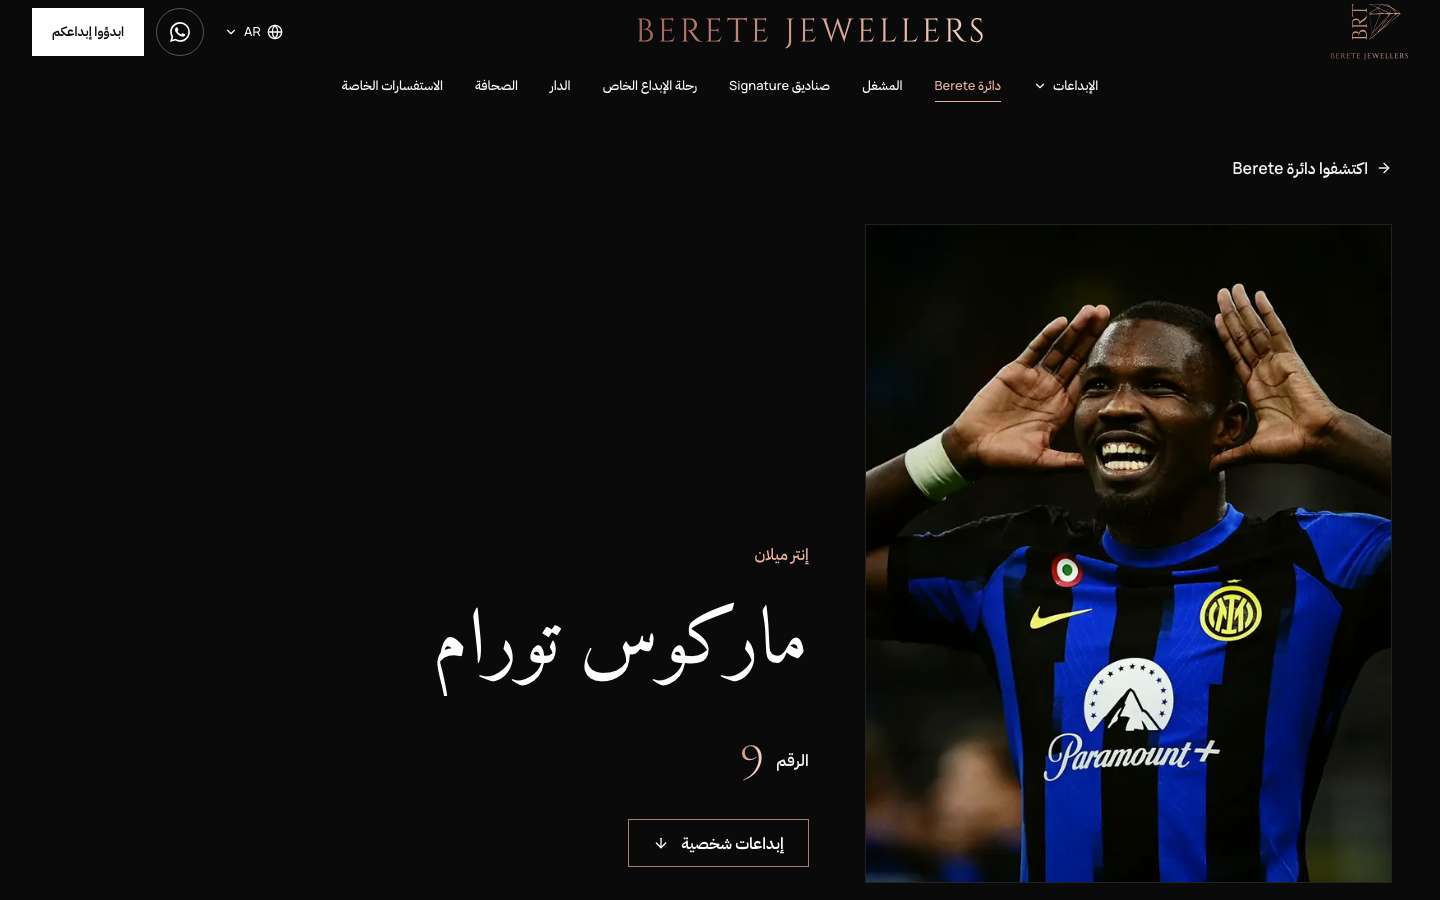 BRT
BERETE JEWELLERS
BERETE JEWELLERS
AR
ابدؤوا إبداعكم
الإبداعات
دائرة Berete
المشغل
صناديق Signature
رحلة الإبداع الخاص
الدار
الصحافة
الاستفسارات الخاصة
اكتشفوا دائرة Berete
إنتر ميلان
ماركوس تورام
الرقم 9
إبداعات شخصية
Paramount+